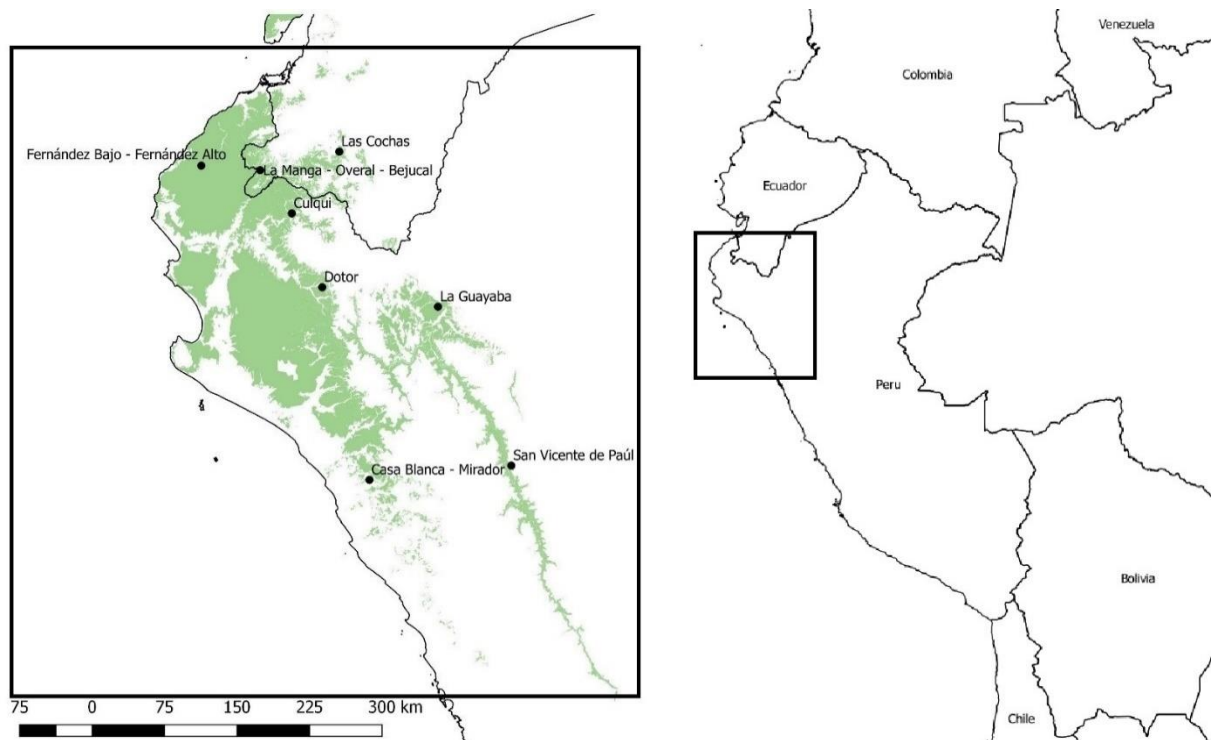 Fernández Bajo - Fernández Alto
Las Cochas
La Manga - Overal - Bejucal
Culqui
Dotor
La Guayaba
San Vicente de Paúl
Casa Blanca - Mirador
75 0 75 150 225 300 km
Venezuela
Colombia
Ecuador
Peru
Bolivia
Chile